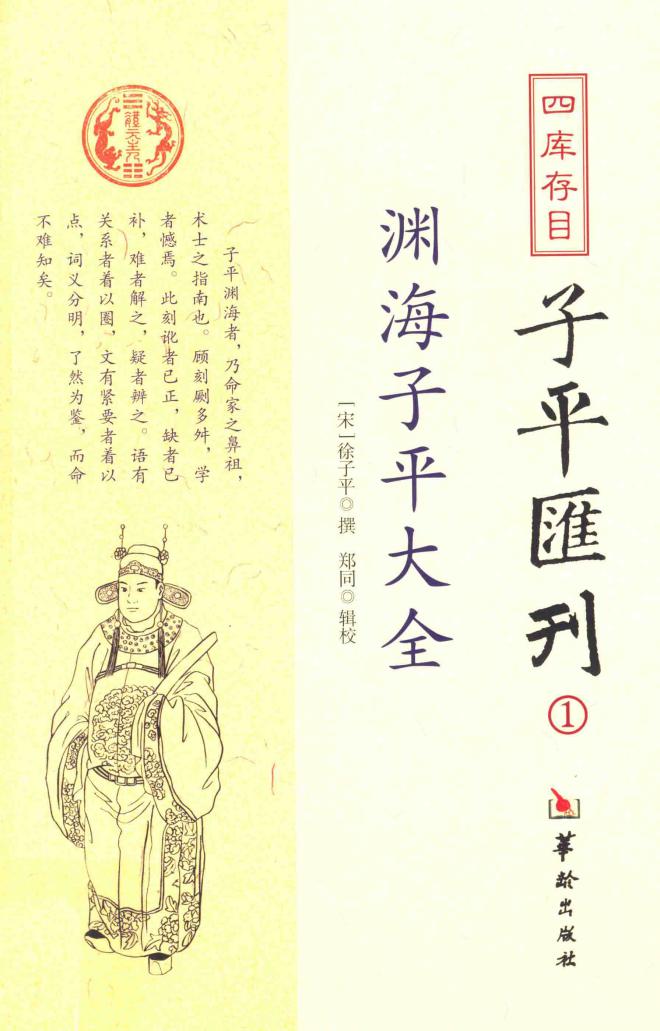 四库存目
子平匯刊
①
華龄出版社
渊海子平大全
[宋]徐子平◎撰 郑同◎辑校
子平渊海者，乃命家之鼻祖，
术士之指南也。顾刻劂多舛，学
者憾焉。此刻讹者已正，缺者已
补，难者解之，疑者辨之。语有
关系者着以圈，文有紧要者着以
点，词义分明，了然为鉴，而命
不难知矣。